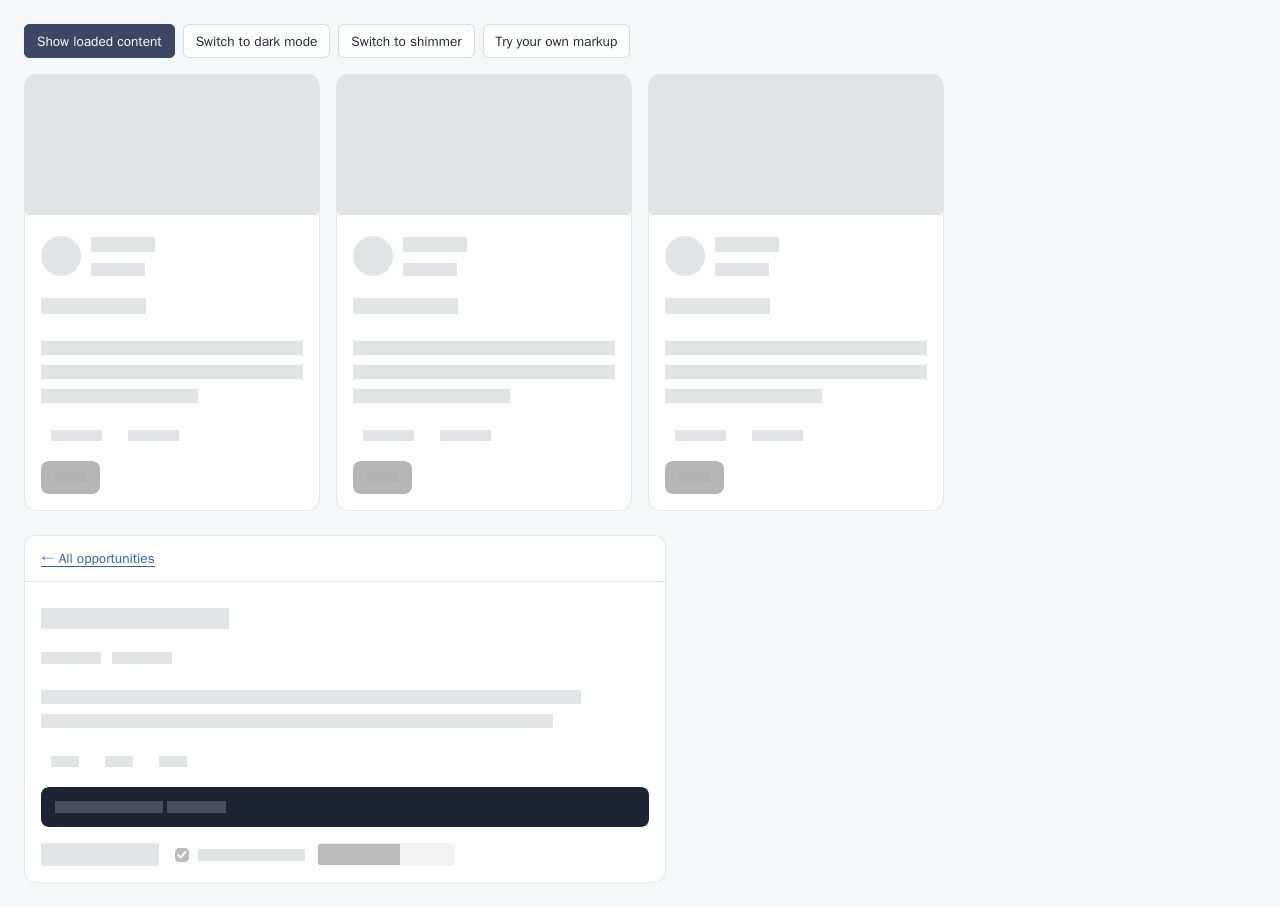 Show loaded content
Switch to dark mode
Switch to shimmer
Try your own markup
← All opportunities